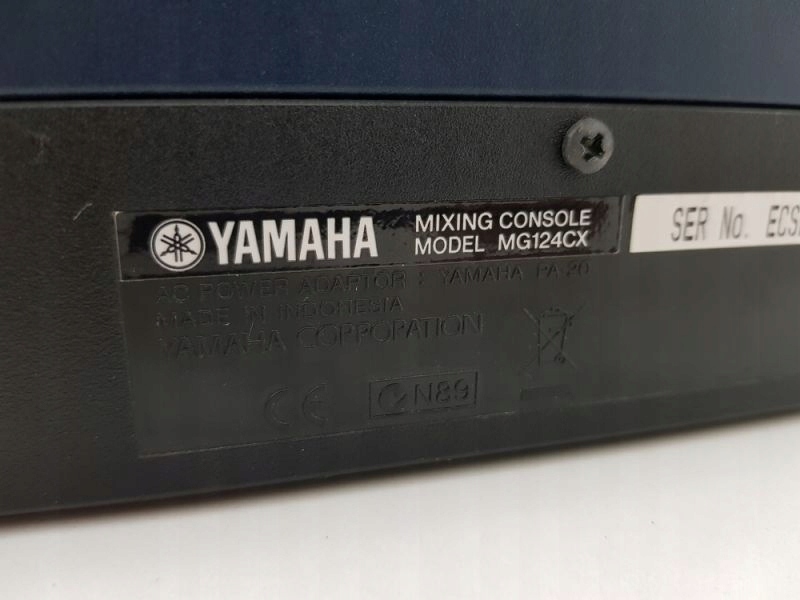 YAMAHA
MIXING CONSOLE
MODEL MG124CX
SER No.
AC POWER ADAPTOR : YAMAHA PA-20
MADE IN INDONESIA
YAMAHA CORPORATION
CE
N89